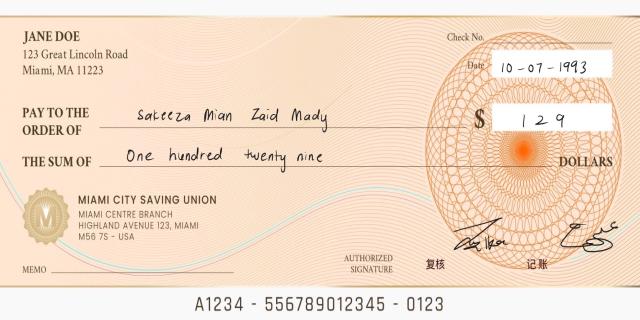 JANE DOE
123 Great Lincoln Road
Miami, MA 11223
Check No.
Date 10-07-1993
PAY TO THE
ORDER OF Sakeeza Mian Zaid Mady
$ 129
THE SUM OF One hundred twenty nine DOLLARS
MIAMI CITY SAVING UNION
MIAMI CENTRE BRANCH
HIGHLAND AVENUE 123, MIAMI
M56 7S - USA
MEMO
AUTHORIZED
SIGNATURE
复核
记账
A1234 - 556789012345 - 0123